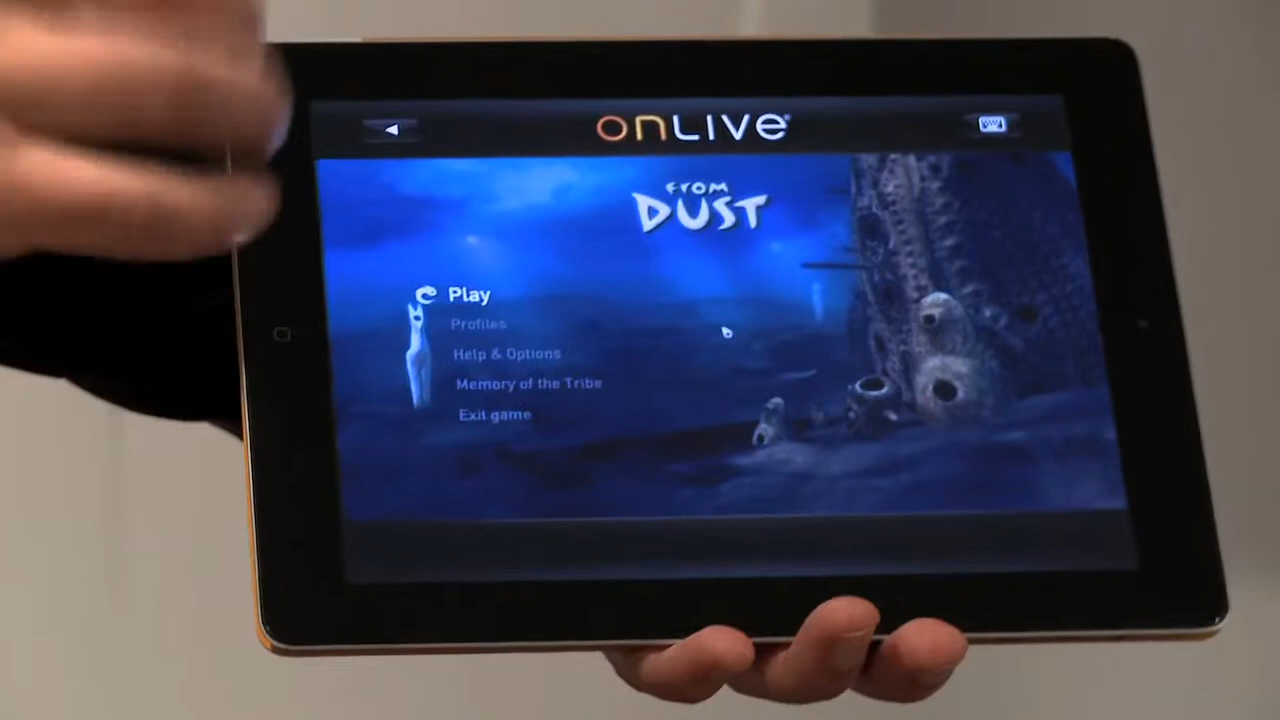 ONLIVE
FROM
DUST
Play
Profiles
Help & Options
Memory of the Tribe
Exit game